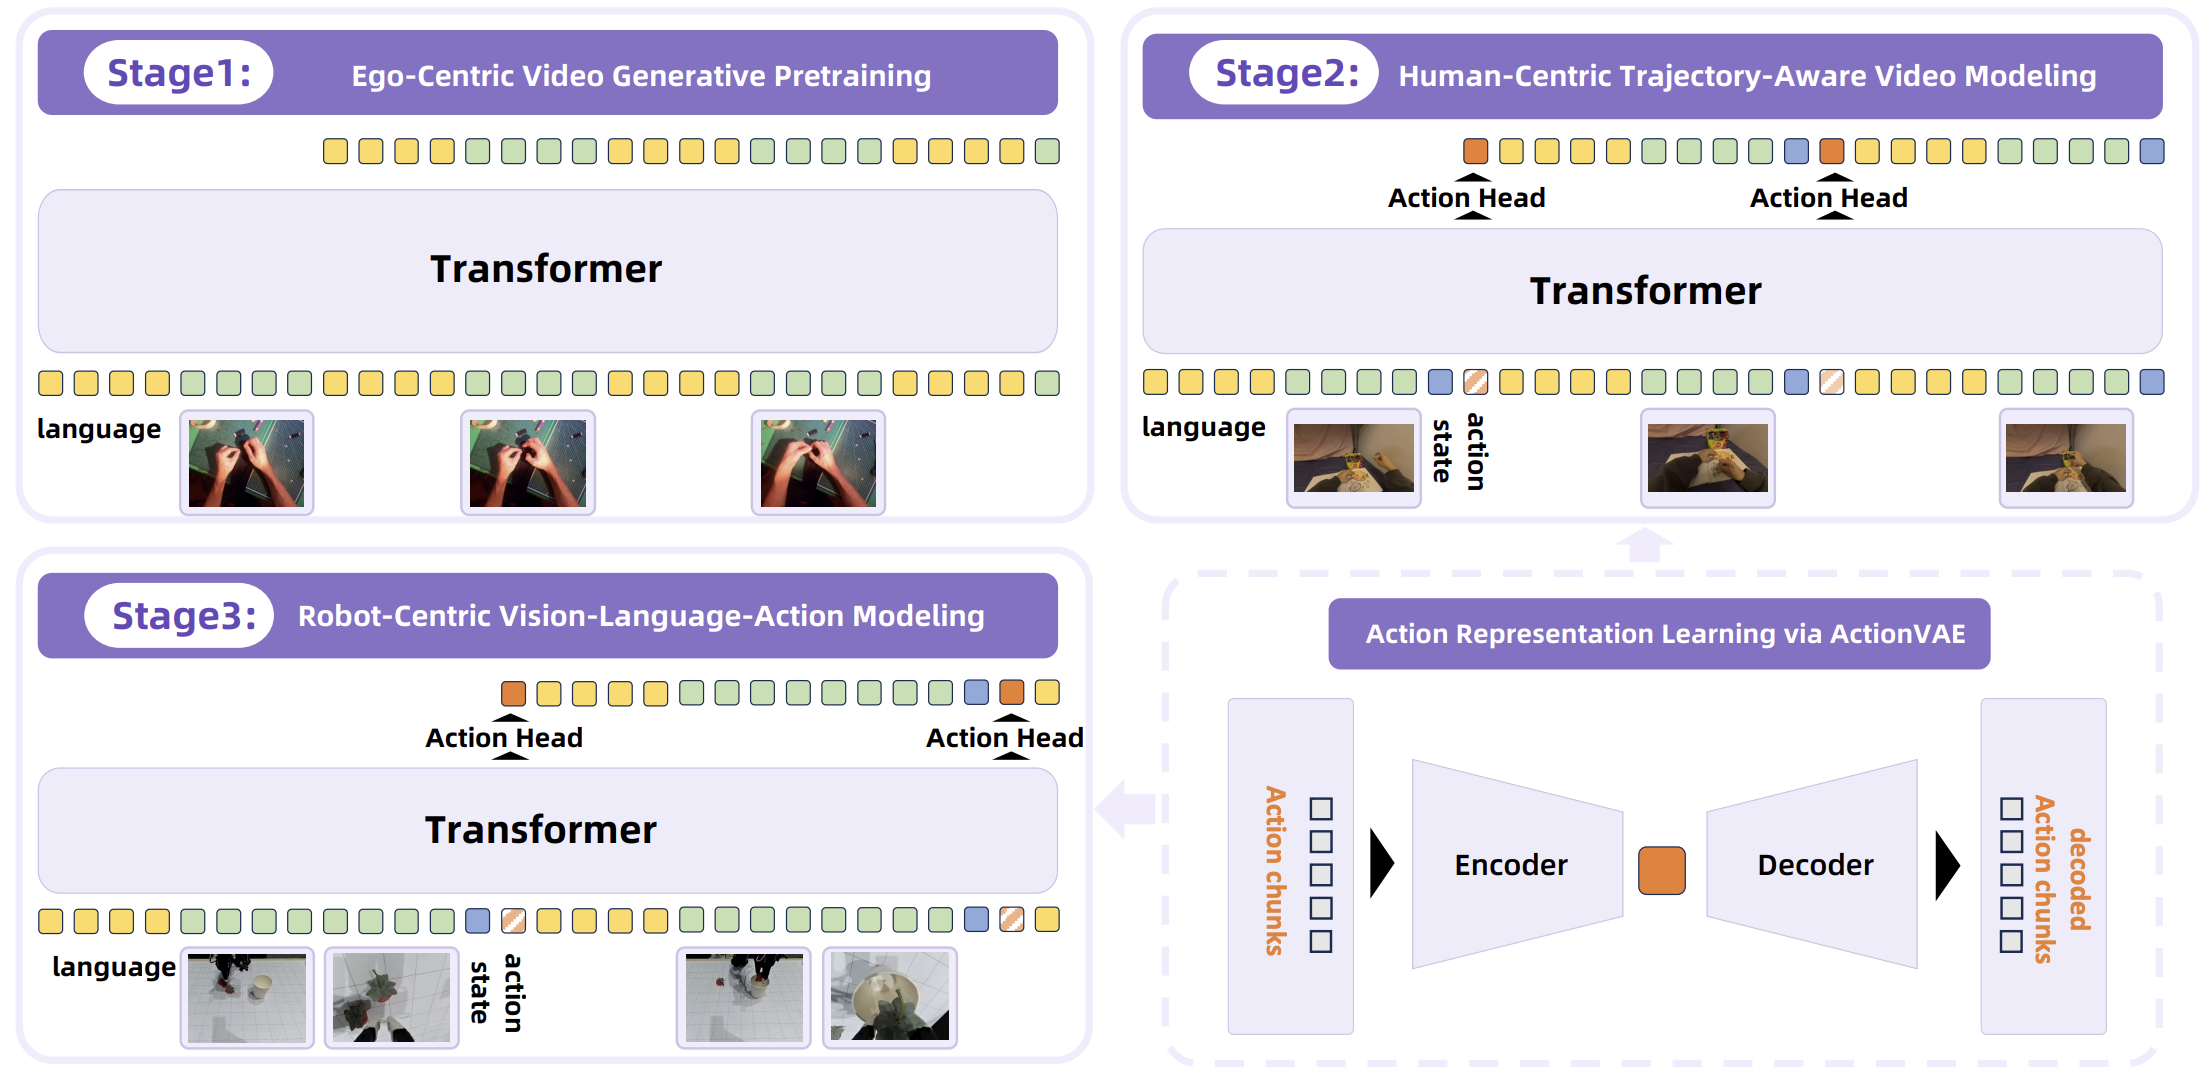 Stage1: Ego-Centric Video Generative Pretraining
Transformer
language
Stage2: Human-Centric Trajectory-Aware Video Modeling
Action Head
Action Head
Transformer
language
state
action
Stage3: Robot-Centric Vision-Language-Action Modeling
Action Head
Action Head
Transformer
language
state
action
Action Representation Learning via ActionVAE
Action chunks
Encoder
Decoder
decoded
Action chunks